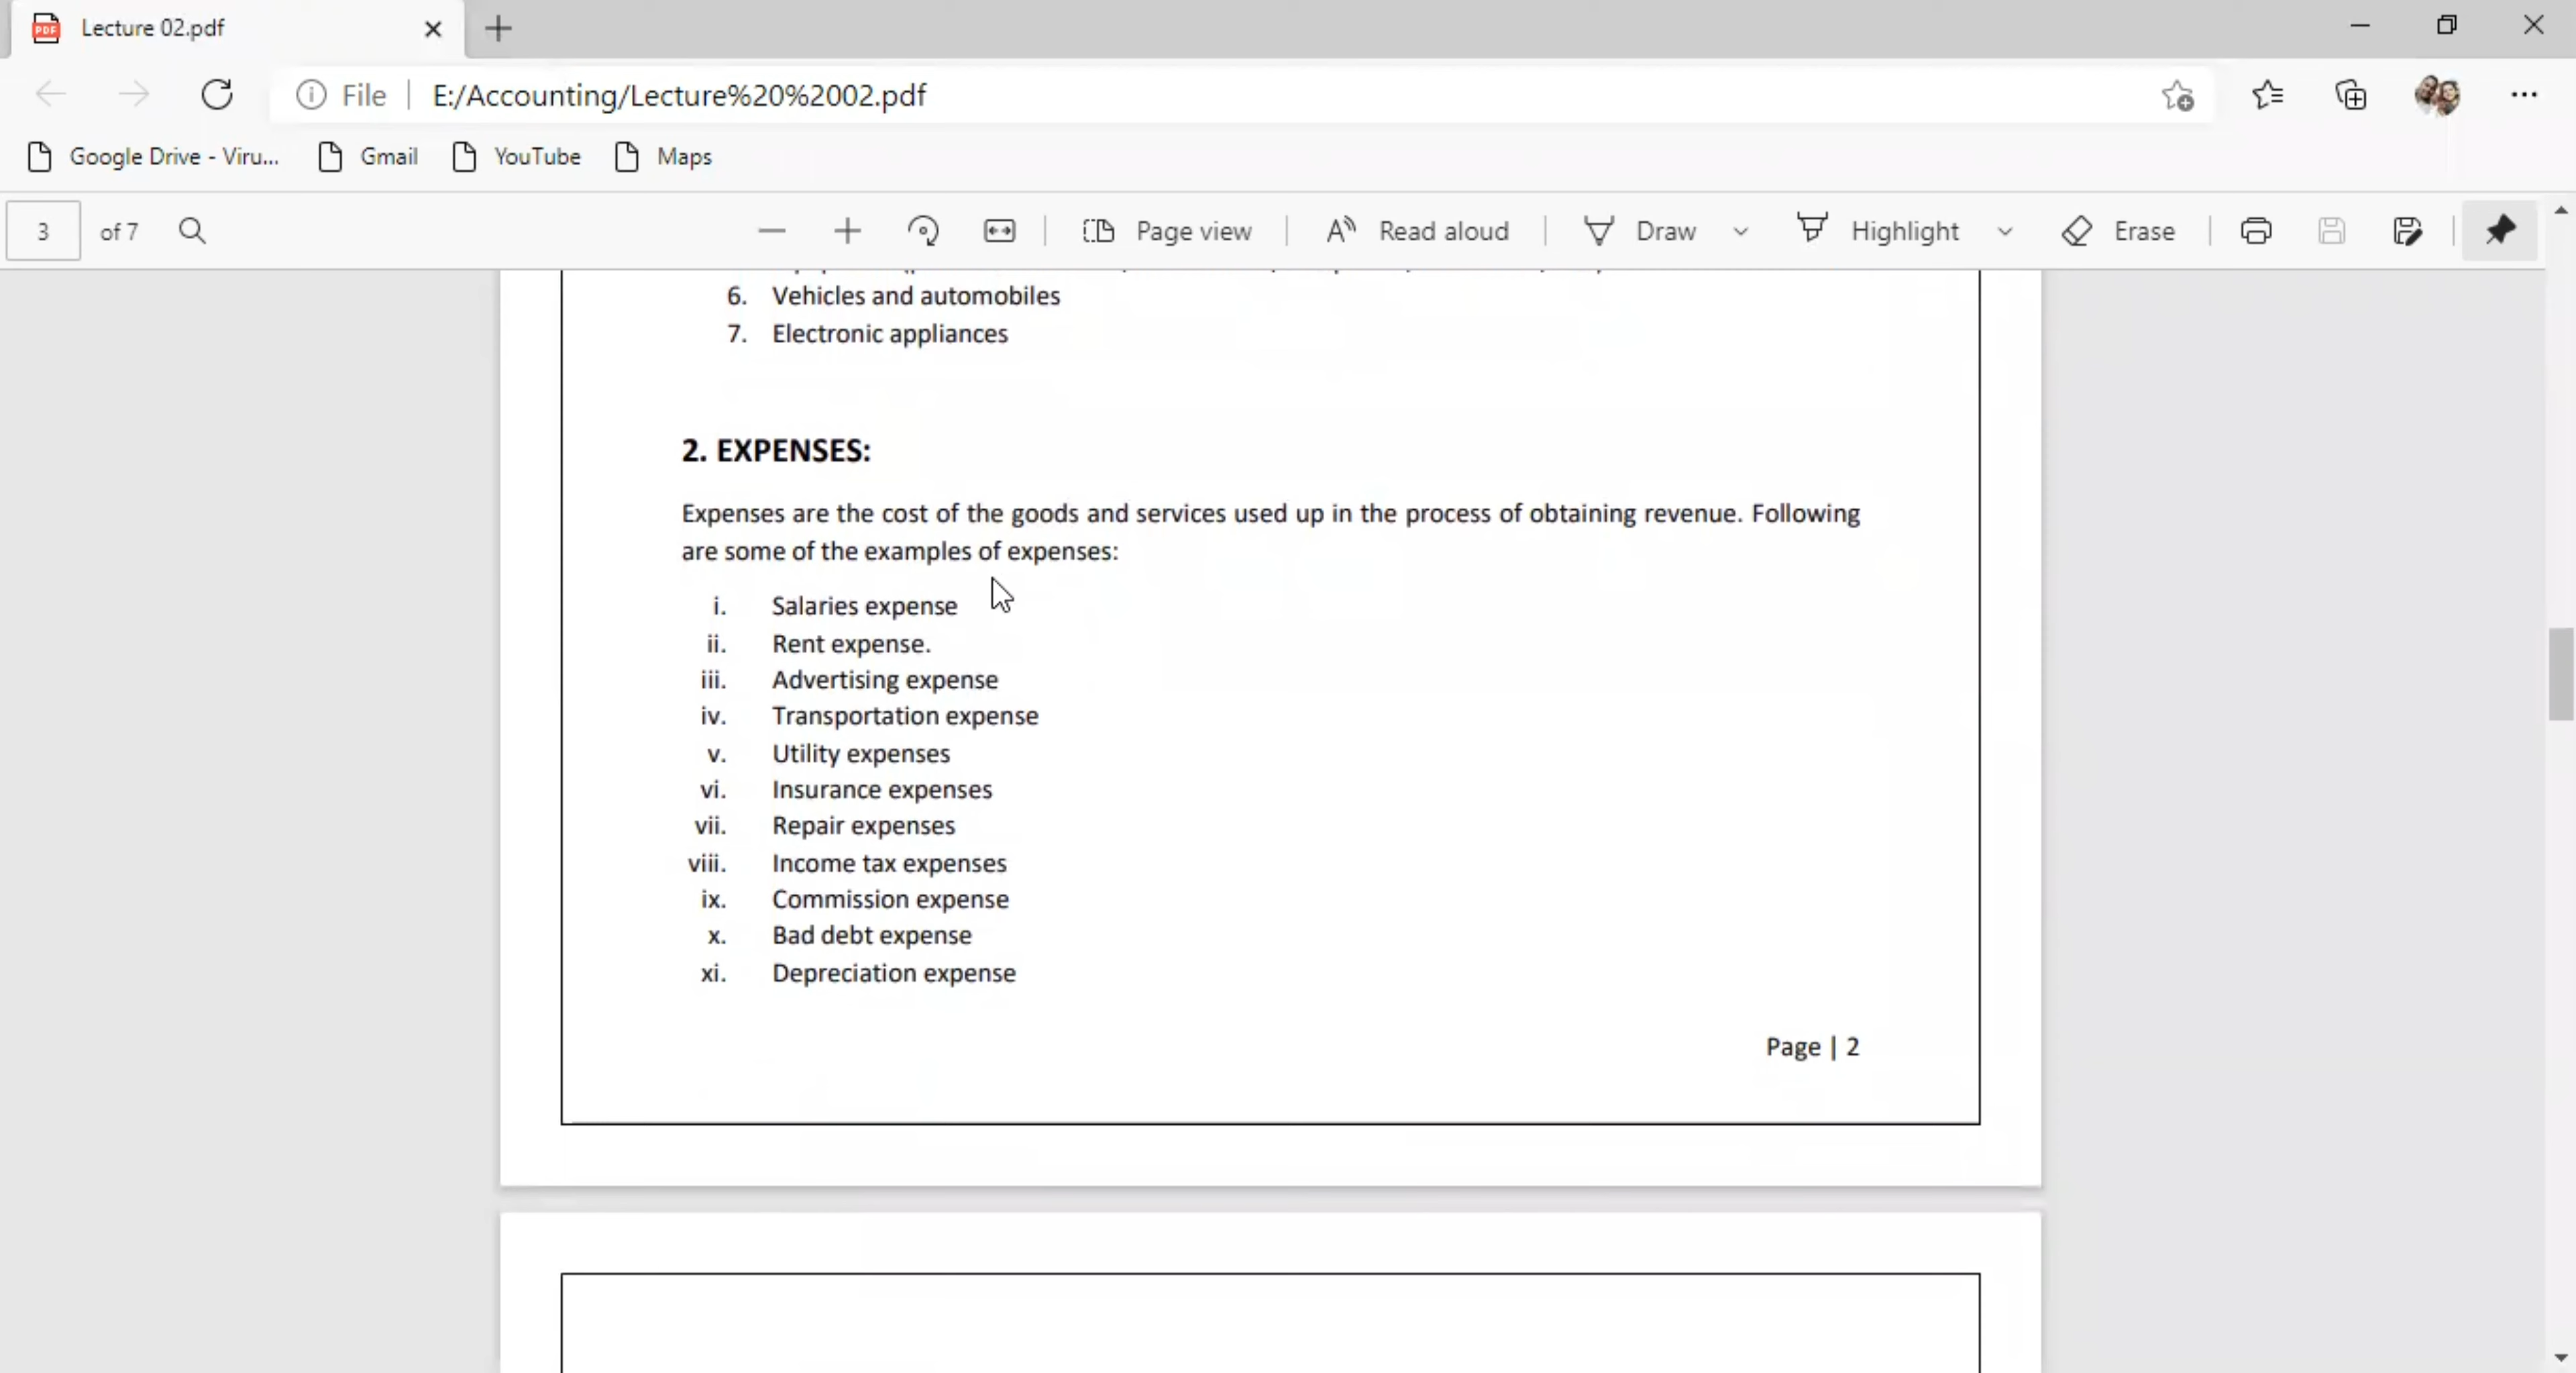 Lecture 02.pdf
File | E:/Accounting/Lecture%20%2002.pdf
Google Drive - Viru... Gmail YouTube Maps
3 of 7 Page view Read aloud Draw Highlight Erase
6. Vehicles and automobiles
7. Electronic appliances
2. EXPENSES:
Expenses are the cost of the goods and services used up in the process of obtaining revenue. Following
are some of the examples of expenses:
i. Salaries expense
ii. Rent expense.
iii. Advertising expense
iv. Transportation expense
v. Utility expenses
vi. Insurance expenses
vii. Repair expenses
viii. Income tax expenses
ix. Commission expense
x. Bad debt expense
xi. Depreciation expense
Page | 2